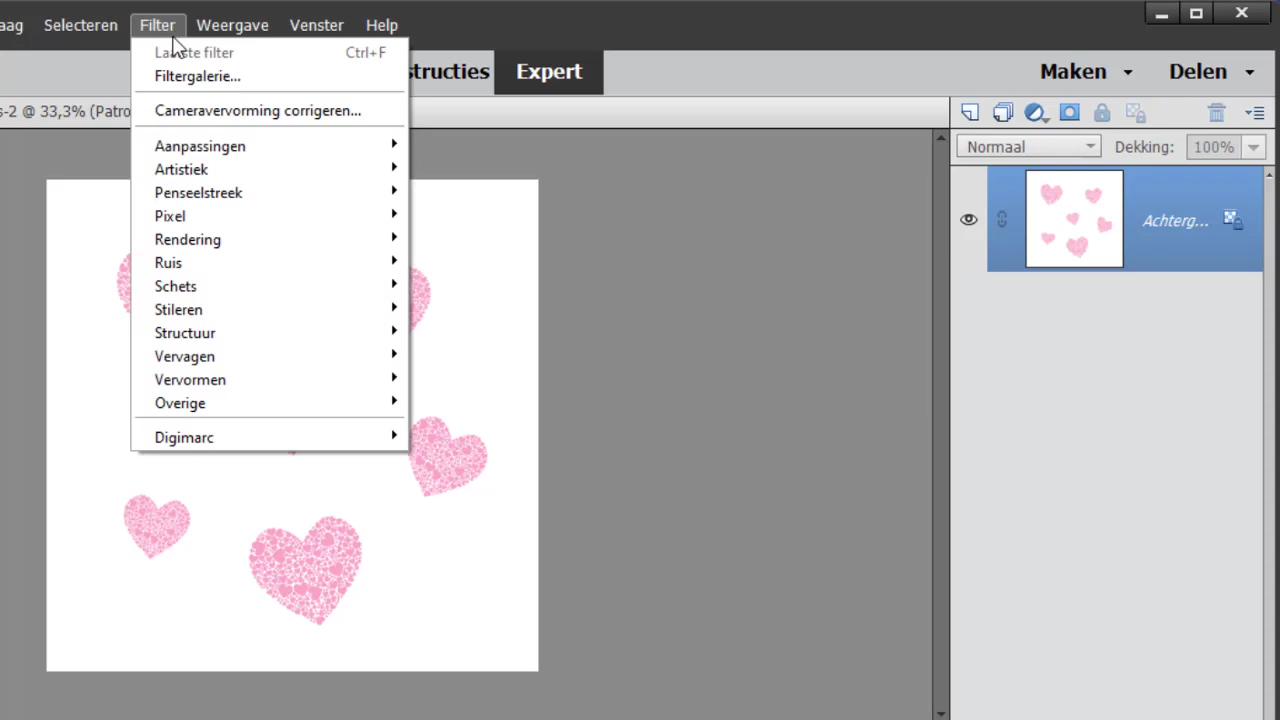 aag Selecteren Filter Weergave Venster Help
Laatste filter Ctrl+F
Filtergalerie...
Cameravervorming corrigeren...
Aanpassingen
Artistiek
Penseelstreek
Pixel
Rendering
Ruis
Schets
Stileren
Structuur
Vervagen
Vervormen
Overige
Digimarc
structies Expert Maken Delen
s-2 @ 33,3% (Patro
Normaal Dekking: 100%
Achterg...